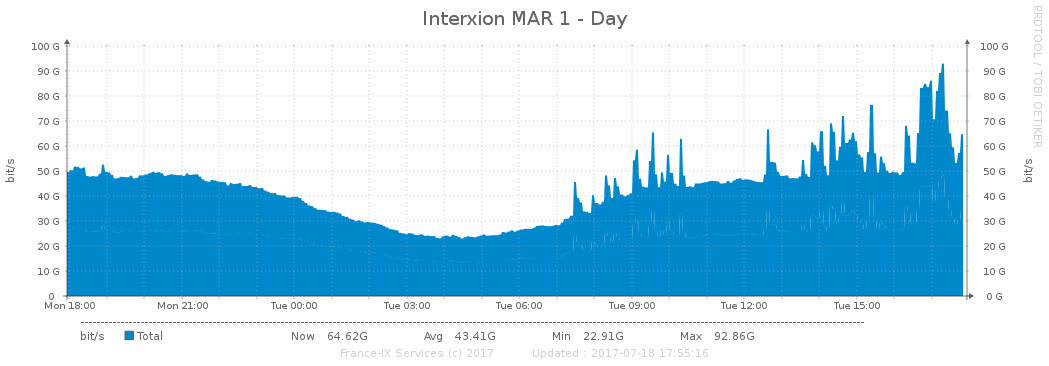 Interxion MAR 1 - Day
RRDTOOL / TOBI OETIKER
bit/s
100 G 100 G
90 G 90 G
80 G 80 G
70 G 70 G
60 G 60 G
50 G 50 G
40 G 40 G
30 G 30 G
20 G 20 G
10 G 10 G
0 0 G
bit/s
Mon 18:00 Mon 21:00 Tue 00:00 Tue 03:00 Tue 06:00 Tue 09:00 Tue 12:00 Tue 15:00
bit/s Total Now 64.62G Avg 43.41G Min 22.91G Max 92.86G
France-IX Services (c) 2017 Updated : 2017-07-18 17:55:16